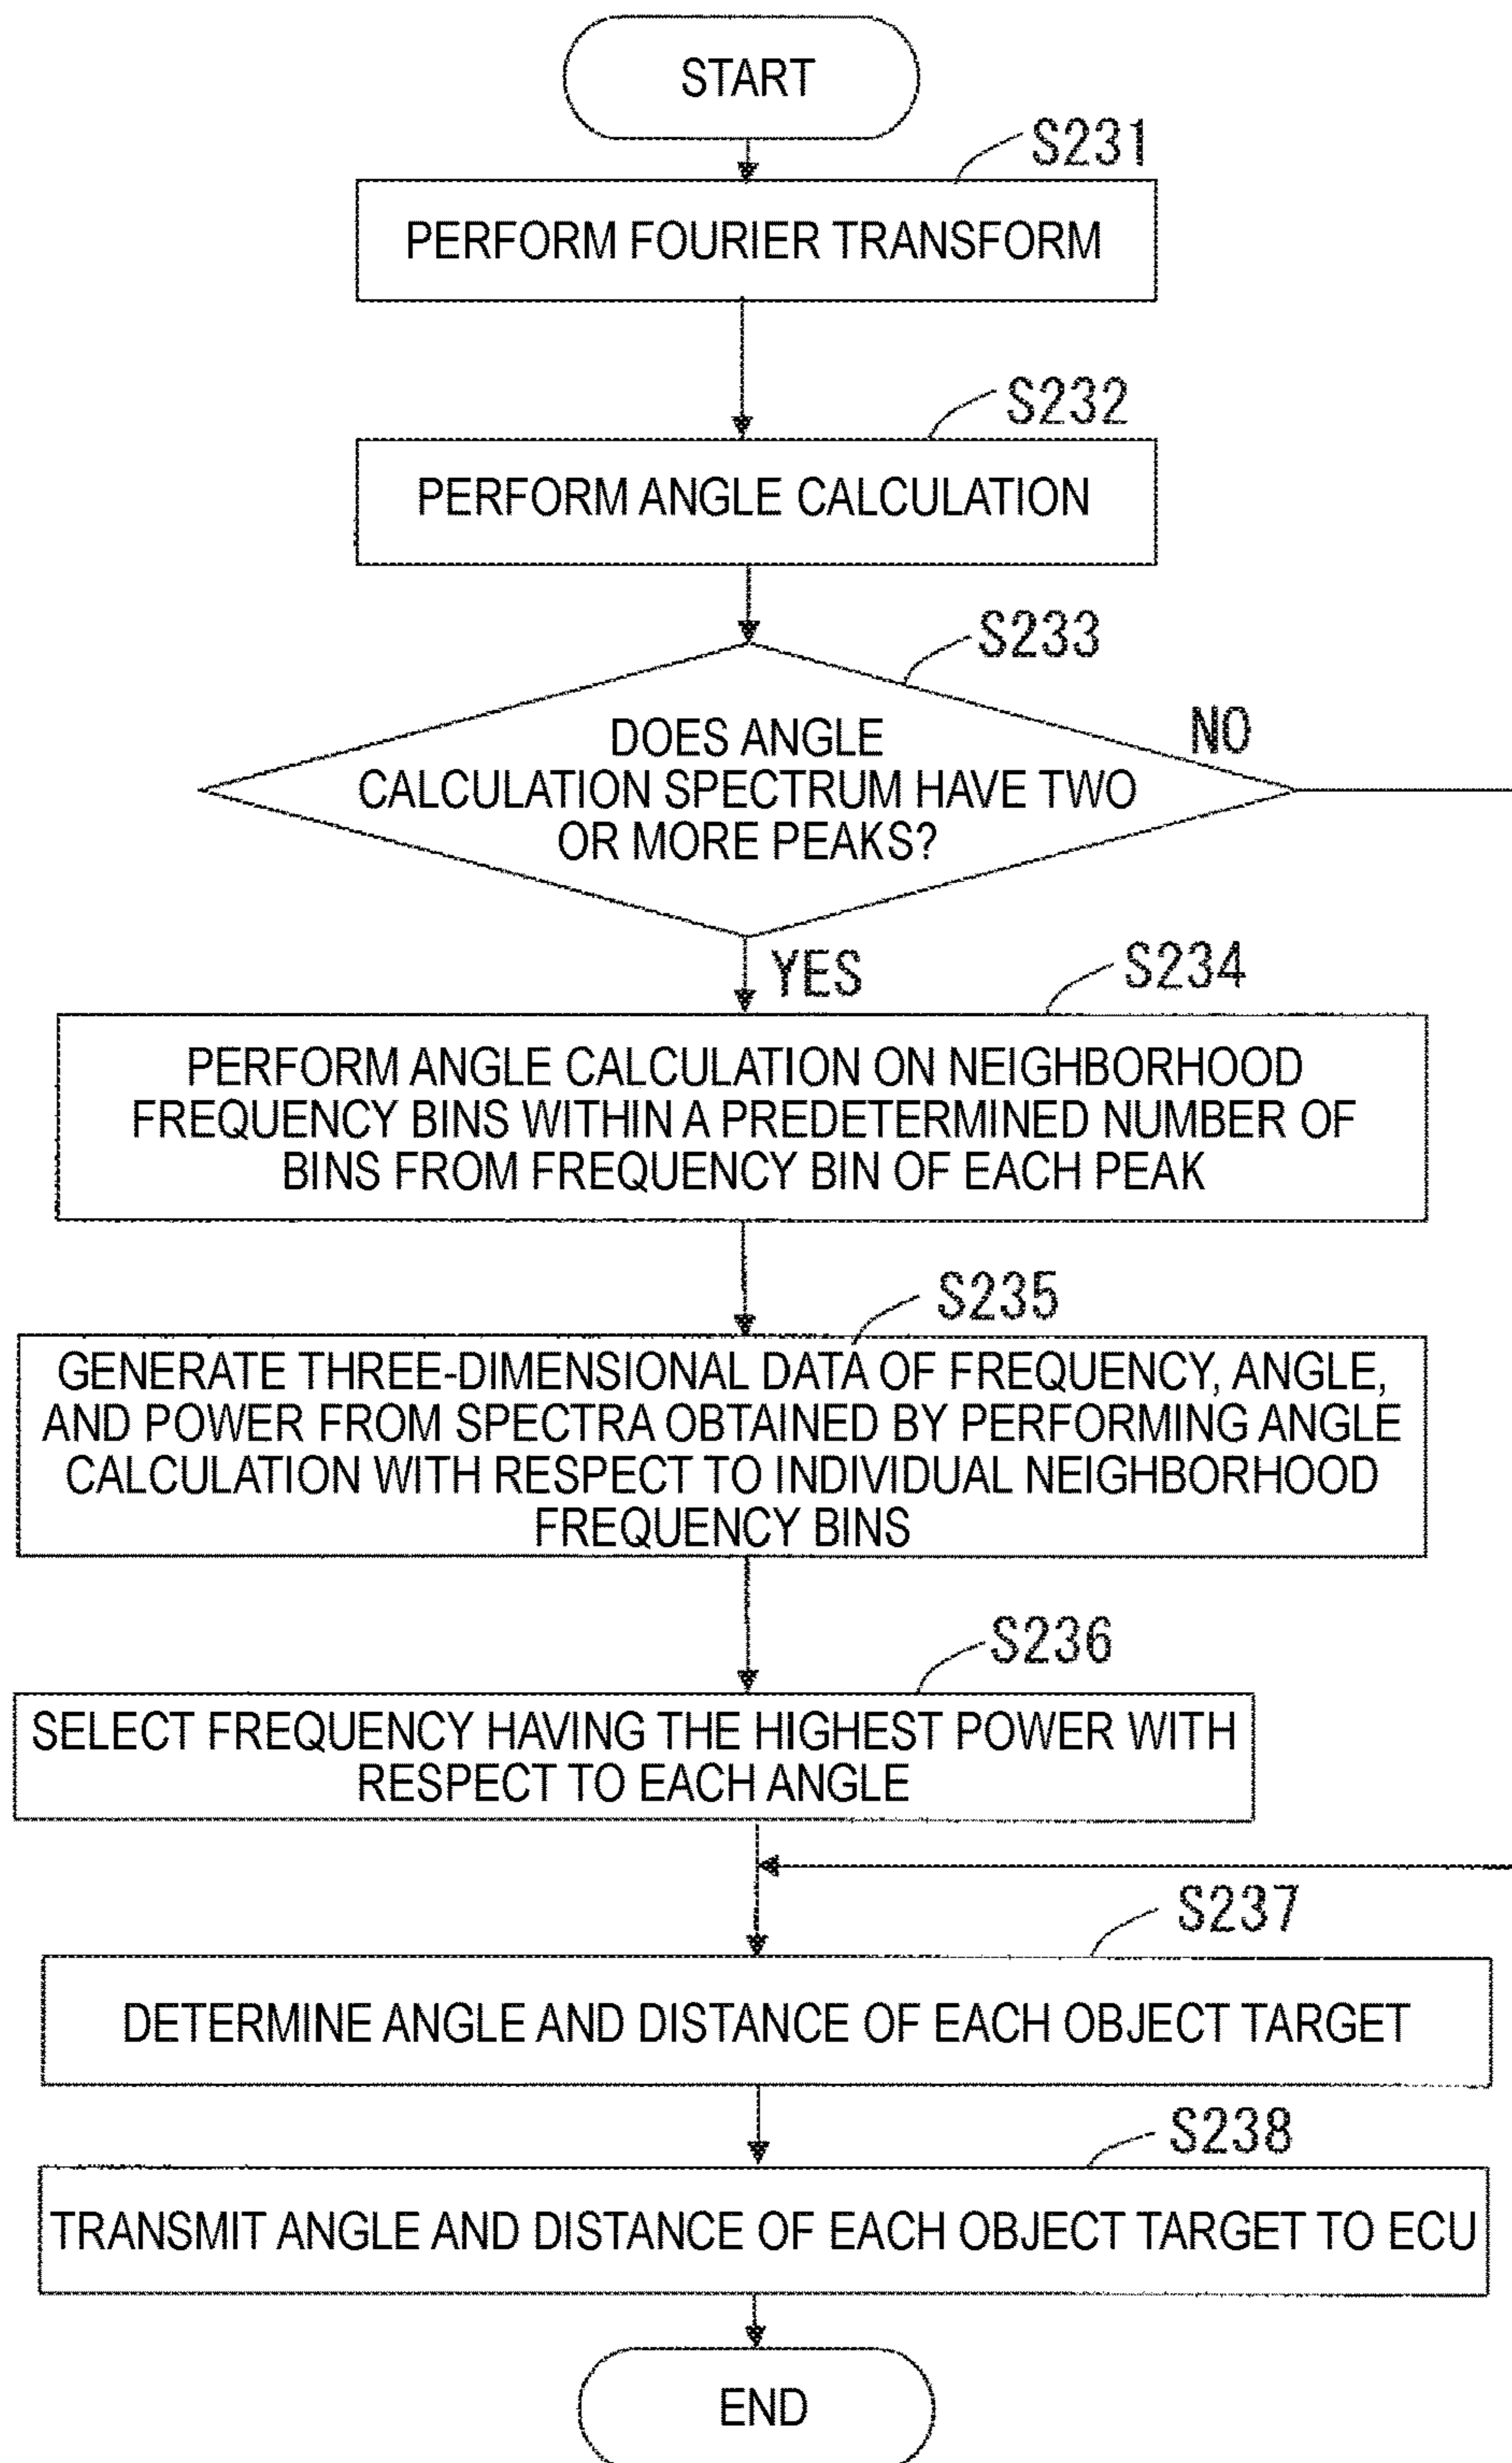 START
S231
PERFORM FOURIER TRANSFORM
S232
PERFORM ANGLE CALCULATION
S233
DOES ANGLE
CALCULATION SPECTRUM HAVE TWO
OR MORE PEAKS?
NO
YES
S234
PERFORM ANGLE CALCULATION ON NEIGHBORHOOD
FREQUENCY BINS WITHIN A PREDETERMINED NUMBER OF
BINS FROM FREQUENCY BIN OF EACH PEAK
S235
GENERATE THREE-DIMENSIONAL DATA OF FREQUENCY, ANGLE,
AND POWER FROM SPECTRA OBTAINED BY PERFORMING ANGLE
CALCULATION WITH RESPECT TO INDIVIDUAL NEIGHBORHOOD
FREQUENCY BINS
S236
SELECT FREQUENCY HAVING THE HIGHEST POWER WITH
RESPECT TO EACH ANGLE
S237
DETERMINE ANGLE AND DISTANCE OF EACH OBJECT TARGET
S238
TRANSMIT ANGLE AND DISTANCE OF EACH OBJECT TARGET TO ECU
END